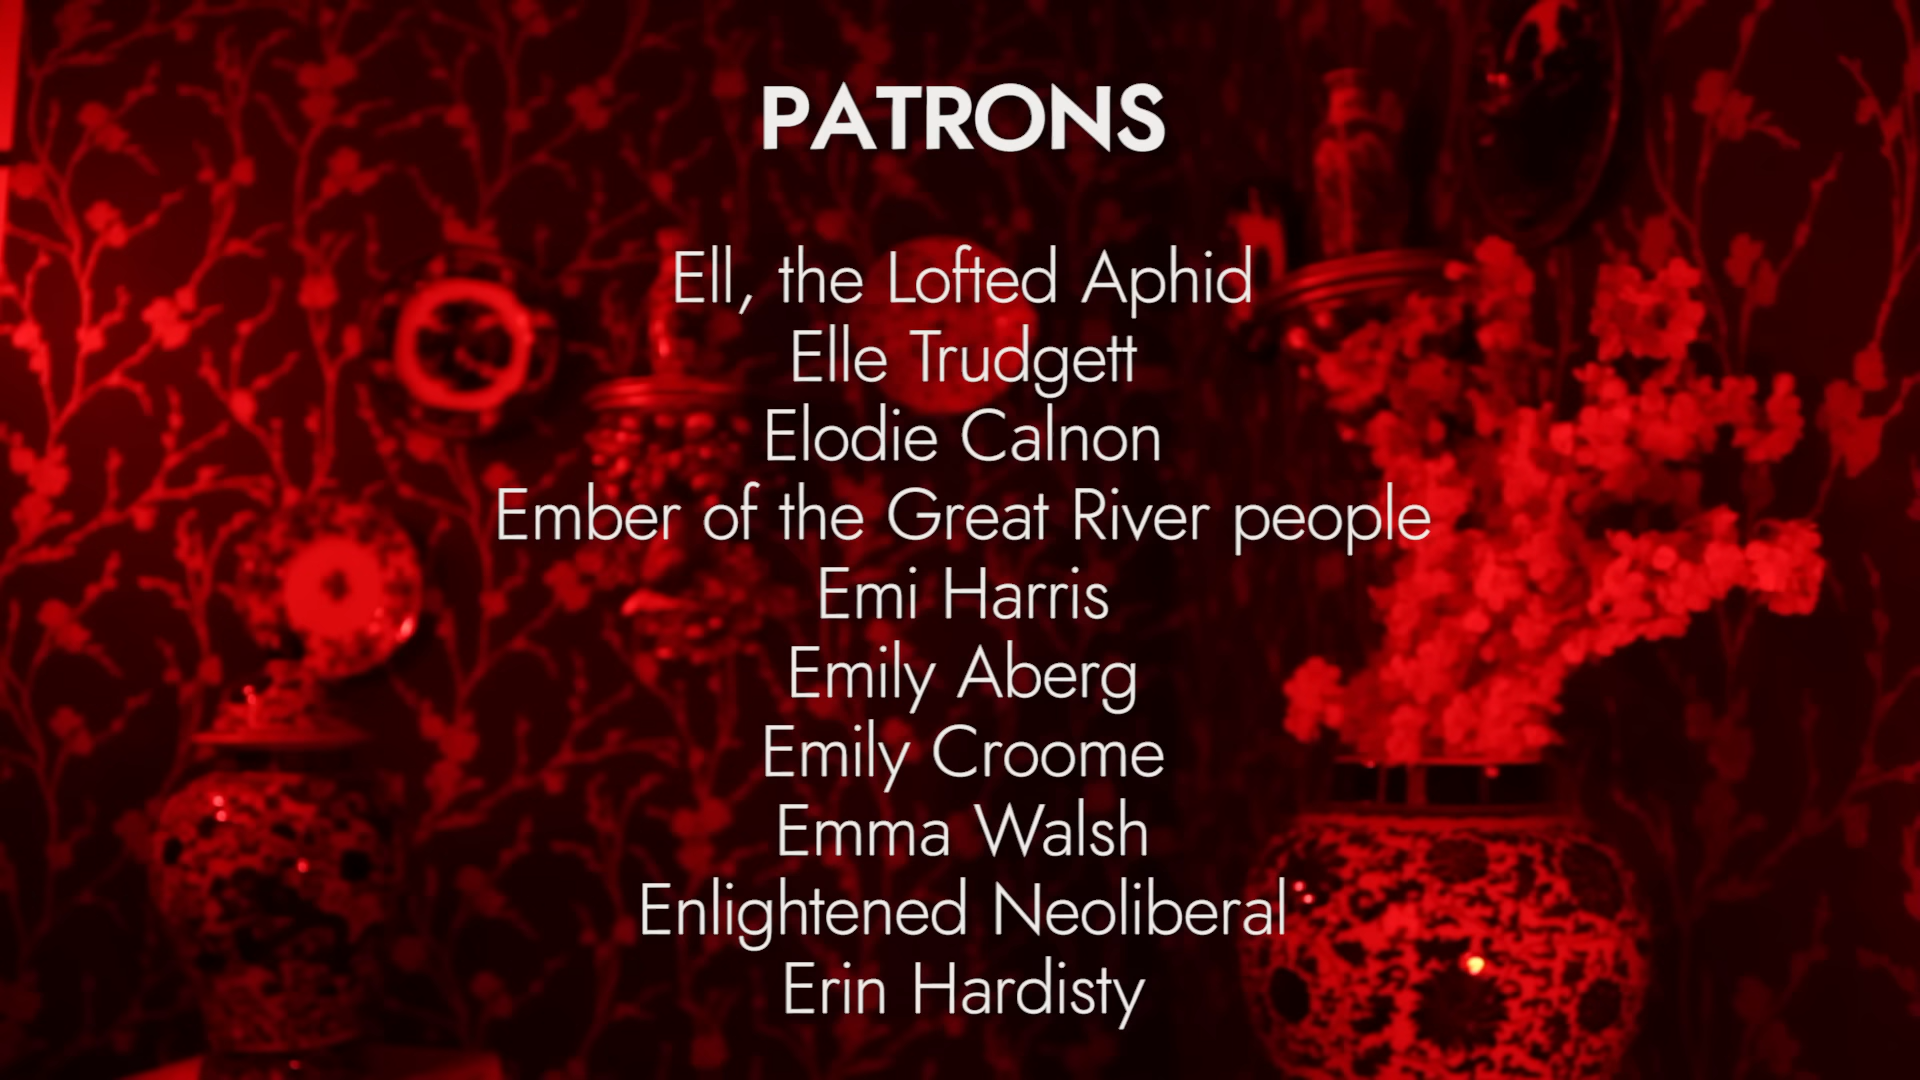 PATRONS
Ell, the Lofted Aphid
Elle Trudgett
Elodie Calnon
Ember of the Great River people
Emi Harris
Emily Aberg
Emily Croome
Emma Walsh
Enlightened Neoliberal
Erin Hardisty